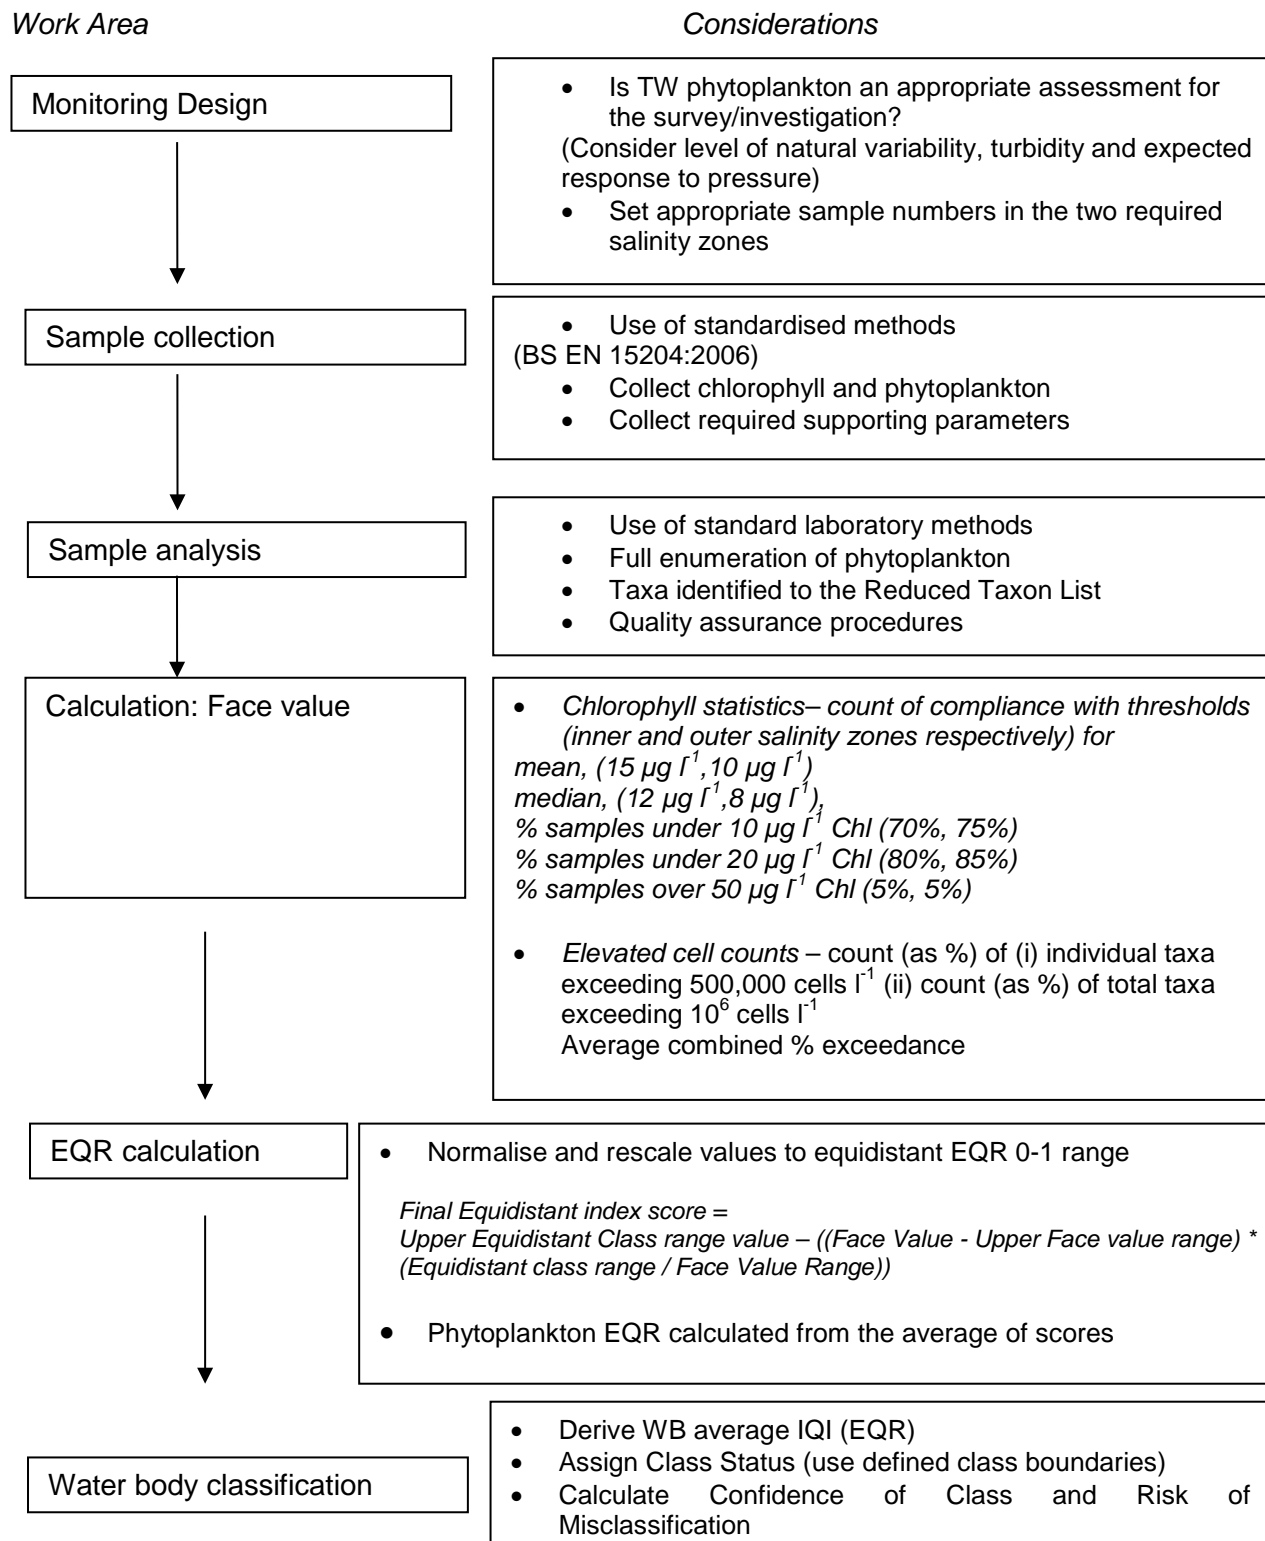 Work Area
Considerations
Monitoring Design
• Is TW phytoplankton an appropriate assessment for
the survey/investigation?
(Consider level of natural variability, turbidity and expected
response to pressure)
• Set appropriate sample numbers in the two required
salinity zones
Sample collection
• Use of standardised methods
(BS EN 15204:2006)
• Collect chlorophyll and phytoplankton
• Collect required supporting parameters
Sample analysis
• Use of standard laboratory methods
• Full enumeration of phytoplankton
• Taxa identified to the Reduced Taxon List
• Quality assurance procedures
Calculation: Face value
• Chlorophyll statistics– count of compliance with thresholds
(inner and outer salinity zones respectively) for
mean, (15 µg l⁻¹,10 µg l⁻¹)
median, (12 µg l⁻¹,8 µg l⁻¹),
% samples under 10 µg l⁻¹ Chl (70%, 75%)
% samples under 20 µg l⁻¹ Chl (80%, 85%)
% samples over 50 µg l⁻¹ Chl (5%, 5%)
• Elevated cell counts – count (as %) of (i) individual taxa
exceeding 500,000 cells l⁻¹ (ii) count (as %) of total taxa
exceeding 10⁶ cells l⁻¹
Average combined % exceedance
EQR calculation
• Normalise and rescale values to equidistant EQR 0-1 range
Final Equidistant index score =
Upper Equidistant Class range value – ((Face Value - Upper Face value range) *
(Equidistant class range / Face Value Range))
• Phytoplankton EQR calculated from the average of scores
Water body classification
• Derive WB average IQI (EQR)
• Assign Class Status (use defined class boundaries)
• Calculate Confidence of Class and Risk of
Misclassification